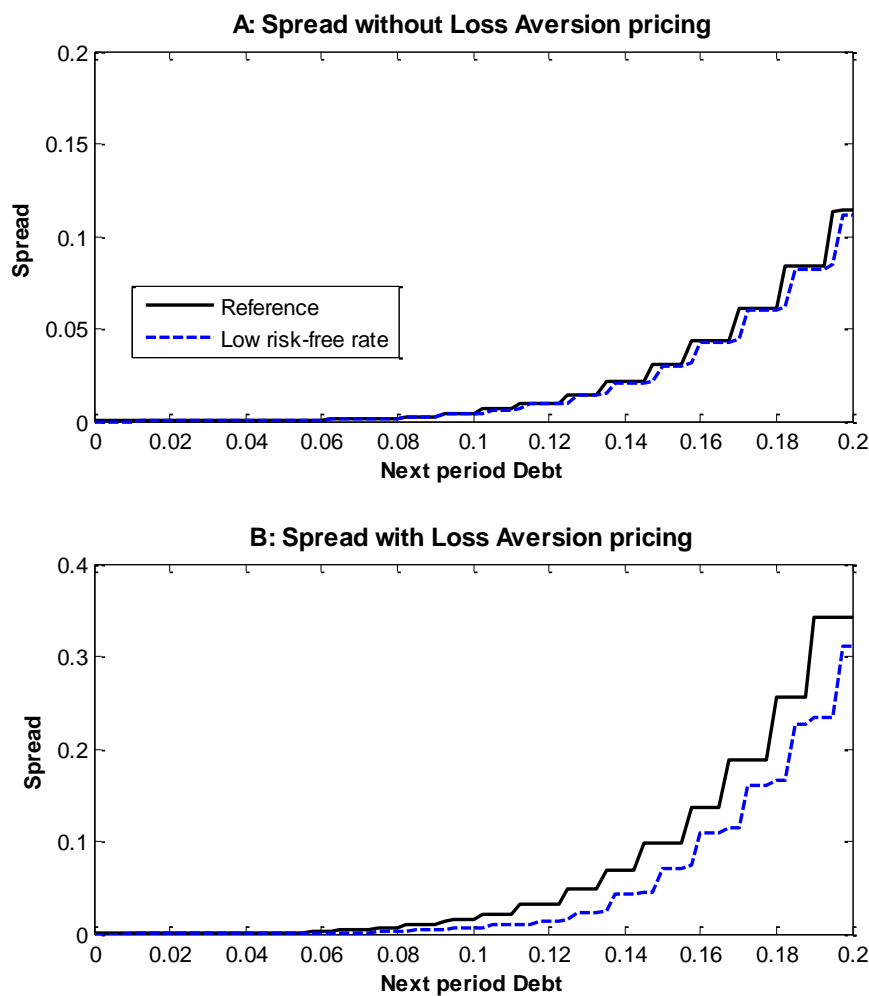 A: Spread without Loss Aversion pricing
0.2
0.15
0.1
0.05
0
Spread
Reference
Low risk-free rate
0 0.02 0.04 0.06 0.08 0.1 0.12 0.14 0.16 0.18 0.2
Next period Debt
B: Spread with Loss Aversion pricing
0.4
0.3
0.2
0.1
0
Spread
0 0.02 0.04 0.06 0.08 0.1 0.12 0.14 0.16 0.18 0.2
Next period Debt